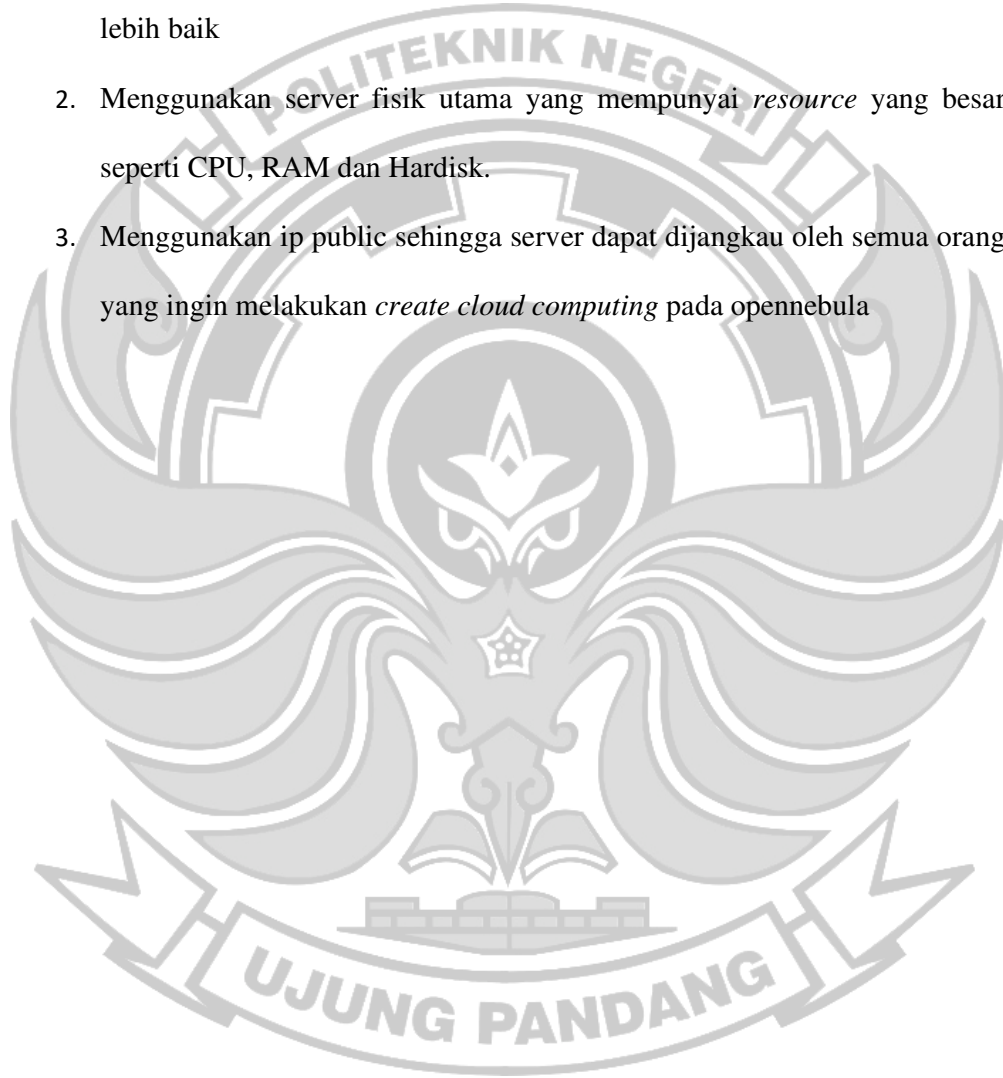 lebih baik
POLITEKNIK NEGERI
2. Menggunakan server fisik utama yang mempunyai resource yang besar
seperti CPU, RAM dan Hardisk.
3. Menggunakan ip public sehingga server dapat dijangkau oleh semua orang
yang ingin melakukan create cloud computing pada opennebula
UJUNG PANDANG